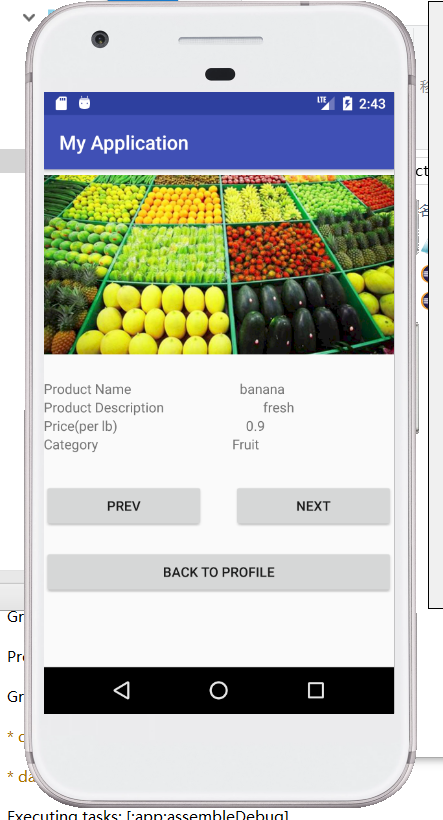 LTE 2:43
My Application
Product Name banana
Product Description fresh
Price(per lb) 0.9
Category Fruit
PREV NEXT
BACK TO PROFILE
Executing tasks: [:app:assembleDebug]